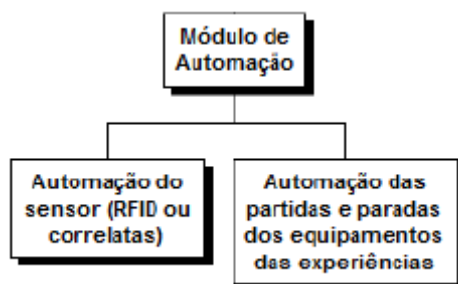 Módulo de
Automação
Automação do
sensor (RFID ou
correlatas)
Automação das
partidas e paradas
dos equipamentos
das experiências